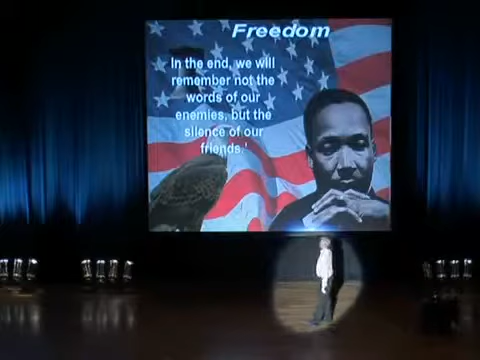 Freedom
In the end, we will
remember not the
words of our
enemies, but the
silence of our
friends.'